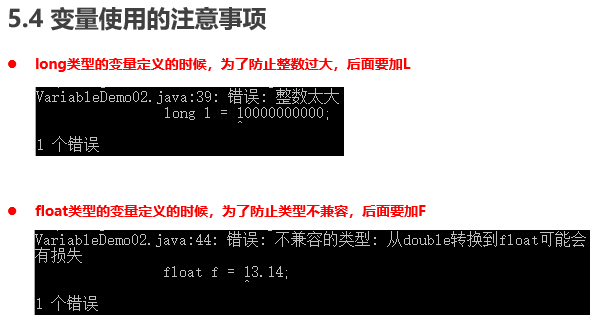 5.4 变量使用的注意事项
● long类型的变量定义的时候，为了防止整数过大，后面要加L
VariableDemo02.java:39: 错误: 整数太大
long l = 10000000000;
^
1 个错误
● float类型的变量定义的时候，为了防止类型不兼容，后面要加F
VariableDemo02.java:44: 错误: 不兼容的类型: 从double转换到float可能会
有损失
float f = 13.14;
^
1 个错误